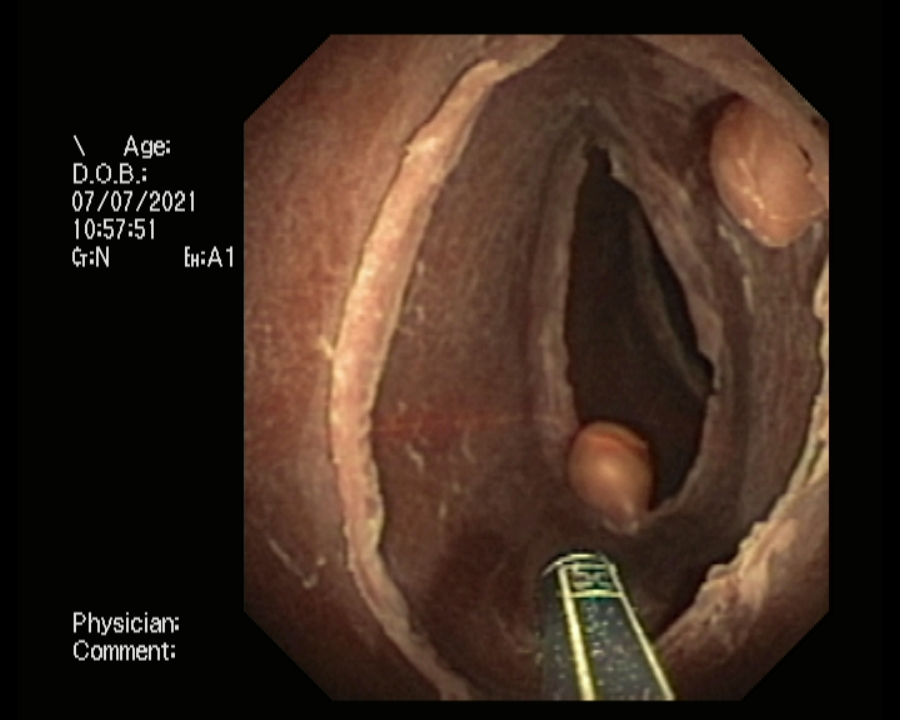 \ Age:
D.O.B.:
07/07/2021
10:57:51
Cr:N Eh:A1
Physician:
Comment: